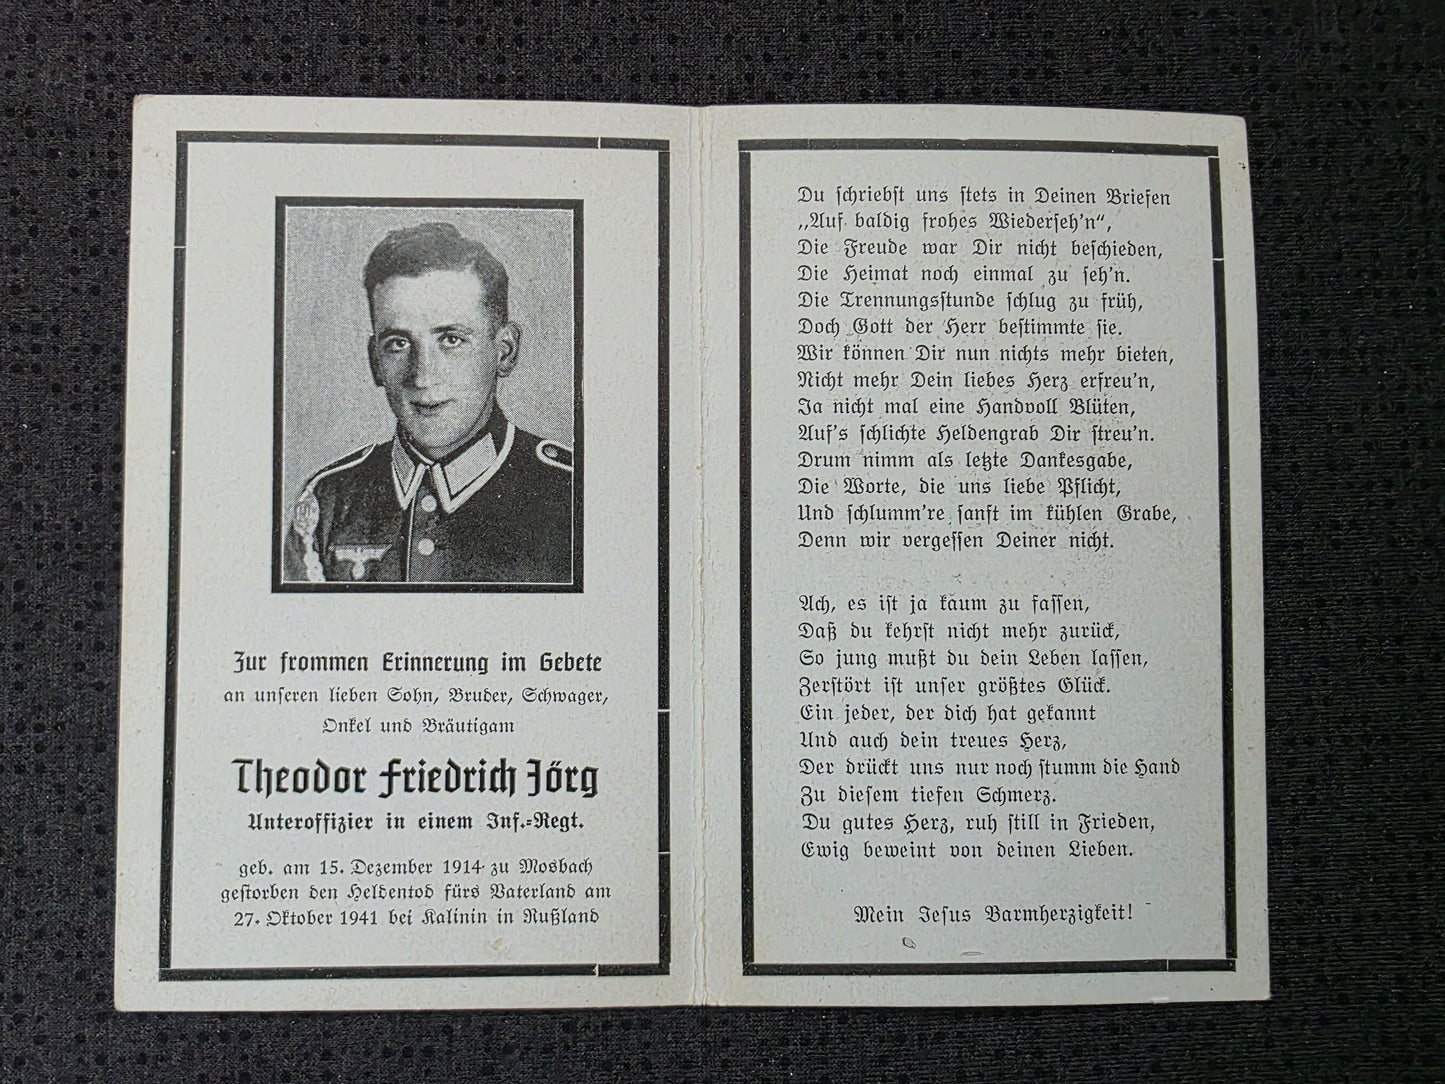 Zur frommen Erinnerung im Gebete
an unseren lieben Sohn, Bruder, Schwager,
Onkel und Bräutigam
Theodor Friedrich Jörg
Unteroffizier in einem Inf.-Regt.
geb. am 15. Dezember 1914 zu Mosbach
gestorben den Heldentod fürs Vaterland am
27. Oktober 1941 bei Kalinin in Rußland
Du schriebst uns stets in Deinen Briefen
„Auf baldig frohes Wiederseh'n“,
Die Freude war Dir nicht beschieden,
Die Heimat noch einmal zu seh'n.
Die Trennungsstunde schlug zu früh,
Doch Gott der Herr bestimmte sie.
Wir können Dir nun nichts mehr bieten,
Nicht mehr Dein liebes Herz erfreu'n,
Ja nicht mal eine Handvoll Blüten,
Auf's schlichte Heldengrab Dir streu'n.
Drum nimm als letzte Dankesgabe,
Die Worte, die uns liebe Pflicht,
Und schlumm're sanft im kühlen Grabe,
Denn wir vergessen Deiner nicht.
Ach, es ist ja kaum zu fassen,
Daß du kehrst nicht mehr zurück,
So jung mußt du dein Leben lassen,
Zerstört ist unser größtes Glück.
Ein jeder, der dich hat gekannt
Und auch dein treues Herz,
Der drückt uns nur noch stumm die Hand
Zu diesem tiefen Schmerz.
Du gutes Herz, ruh still in Frieden,
Ewig beweint von deinen Lieben.
Mein Jesus Barmherzigkeit!